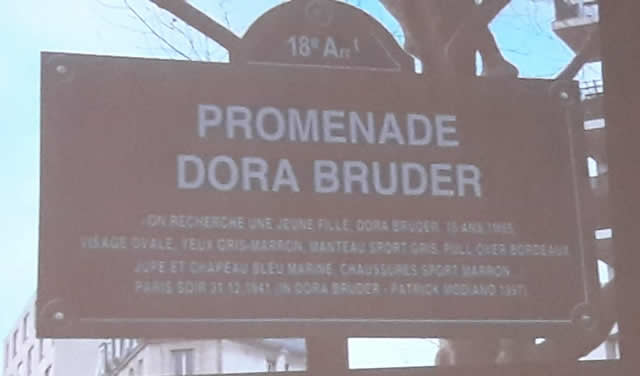 18e Arrt
PROMENADE
DORA BRUDER
«ON RECHERCHE UNE JEUNE FILLE, DORA BRUDER, 15 ANS, 1M55,
VISAGE OVALE, YEUX GRIS-MARRON, MANTEAU SPORT GRIS, PULL-OVER BORDEAUX,
JUPE ET CHAPEAU BLEU MARINE, CHAUSSURES SPORT MARRON...»
PARIS SOIR 31.12.1941 (IN DORA BRUDER - PATRICK MODIANO 1997)